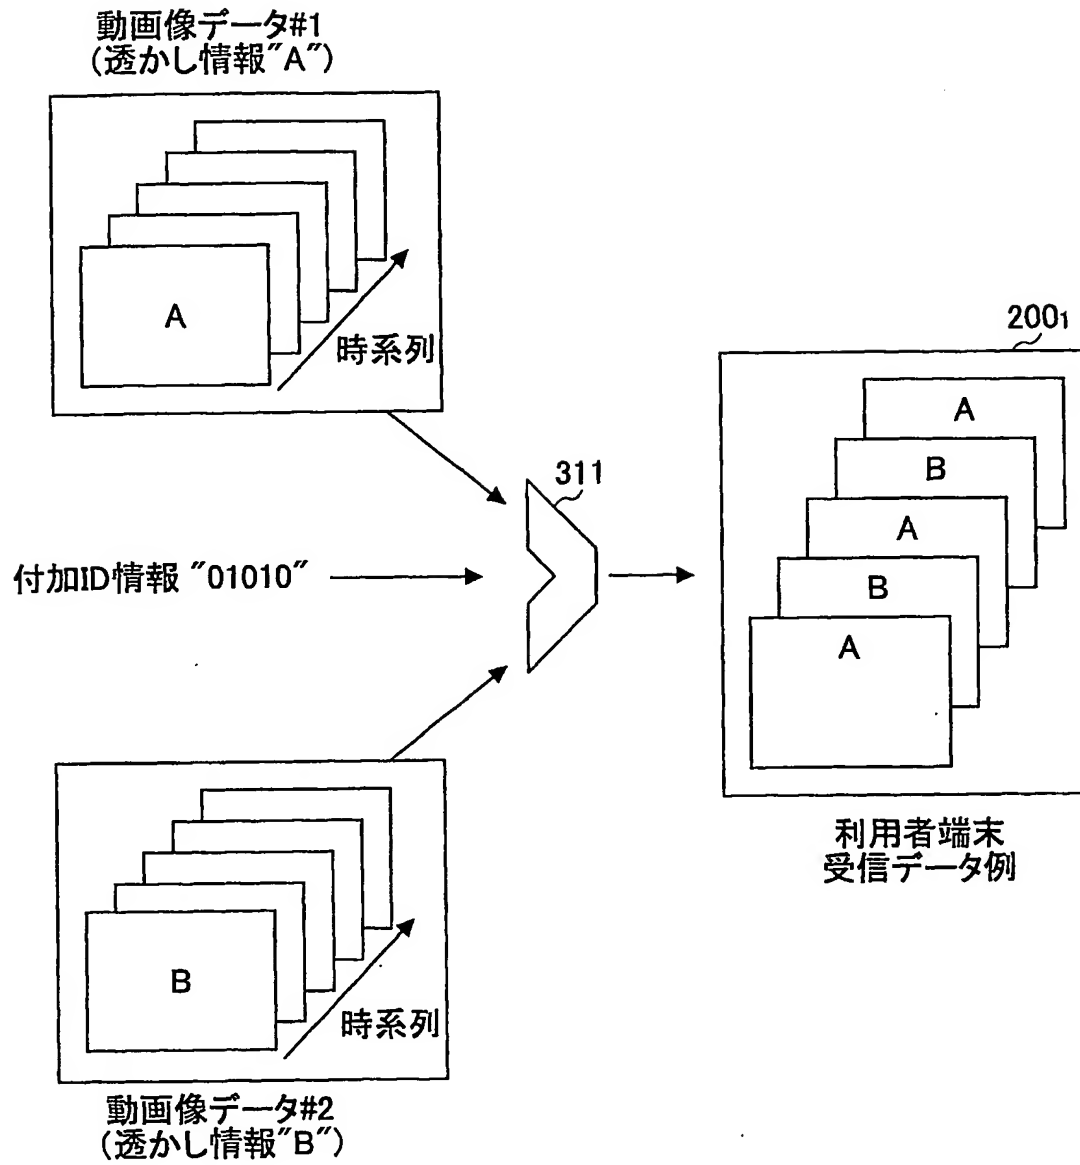 動画像データ#1
(透かし情報"A")
A
時系列
311
付加ID情報 "01010"
200₁
A
B
A
B
A
利用者端末
受信データ例
B
時系列
動画像データ#2
(透かし情報"B")